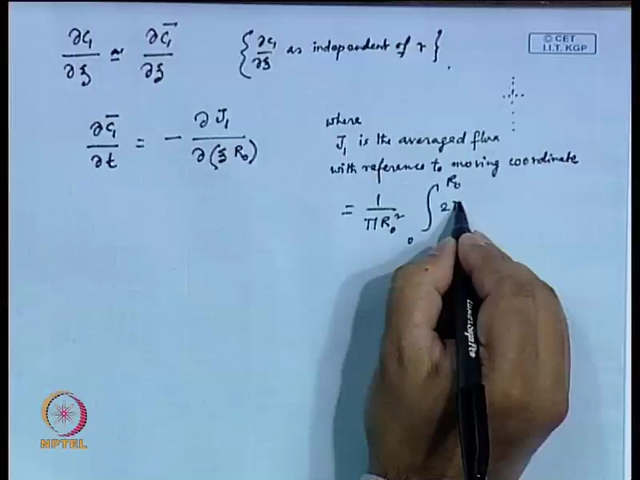 ∂c₁/∂ξ ≃ ∂c̄₁/∂ξ {∂c₁/∂ξ as independent of r}.
© CET
I.I.T. KGP
∂c̄₁/∂t = - ∂J₁/∂(ξ R₀)
where
J₁ is the averaged flux
with reference to moving coordinate
= 1/πR₀² ∫₀^R₀ 2π
NPTEL